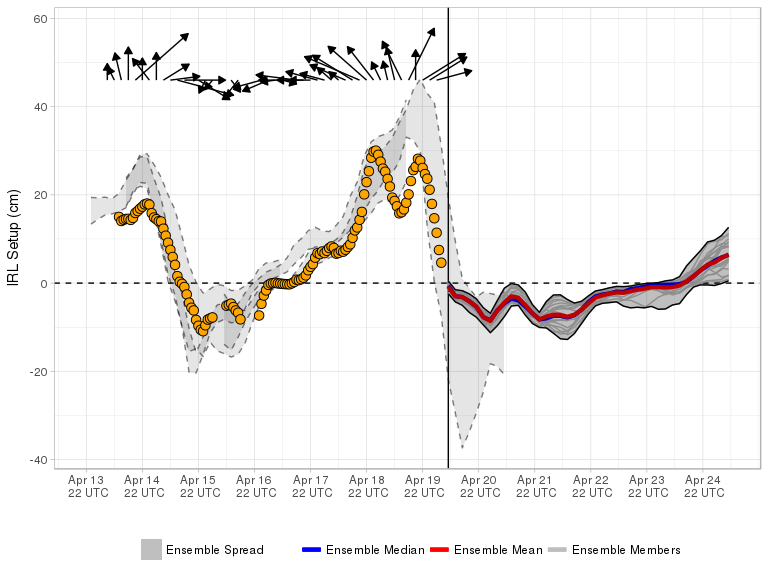 60
40
20
0
-20
-40
IRL Setup (cm)
Apr 13 Apr 14 Apr 15 Apr 16 Apr 17 Apr 18 Apr 19 Apr 20 Apr 21 Apr 22 Apr 23 Apr 24
22 UTC 22 UTC 22 UTC 22 UTC 22 UTC 22 UTC 22 UTC 22 UTC 22 UTC 22 UTC 22 UTC 22 UTC
Ensemble Spread Ensemble Median Ensemble Mean Ensemble Members